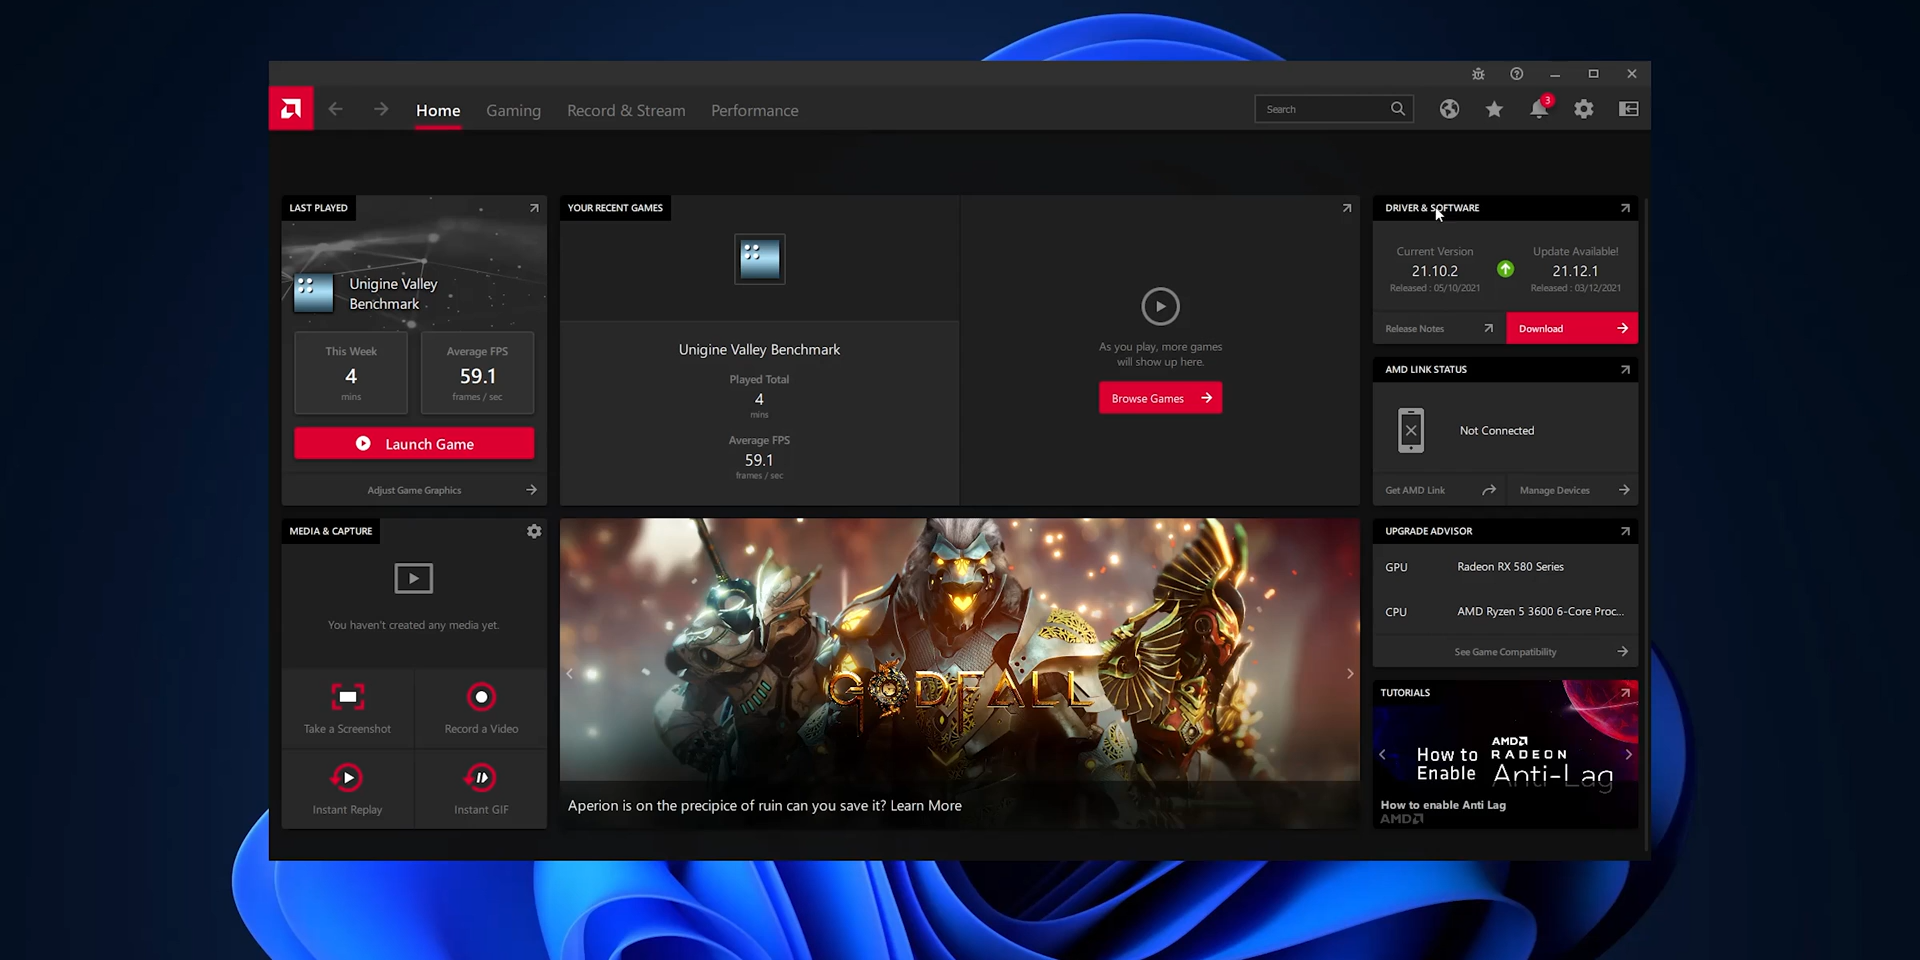 Home
Gaming
Record & Stream
Performance
Search
3
LAST PLAYED
Unigine Valley
Benchmark
This Week
4
mins
Average FPS
59.1
frames / sec
Launch Game
Adjust Game Graphics
YOUR RECENT GAMES
Unigine Valley Benchmark
Played Total
4
mins
Average FPS
59.1
frames / sec
As you play, more games
will show up here.
Browse Games
DRIVER & SOFTWARE
Current Version
21.10.2
Released : 05/10/2021
Update Available!
21.12.1
Released : 03/12/2021
Release Notes
Download
AMD LINK STATUS
Not Connected
Get AMD Link
Manage Devices
MEDIA & CAPTURE
You haven't created any media yet.
Take a Screenshot
Record a Video
Instant Replay
Instant GIF
GODFALL
Aperion is on the precipice of ruin can you save it? Learn More
UPGRADE ADVISOR
GPU Radeon RX 580 Series
CPU AMD Ryzen 5 3600 6-Core Proc...
See Game Compatibility
TUTORIALS
How to
Enable
AMD
RADEON
Anti-Lag
How to enable Anti Lag
AMD